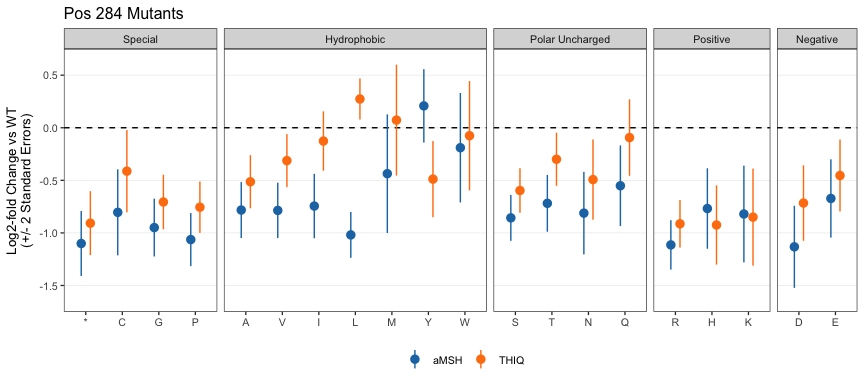 Pos 284 Mutants
Special
Hydrophobic
Polar Uncharged
Positive
Negative
Log2-fold Change vs WT
(+/- 2 Standard Errors)
0.5
0.0
-0.5
-1.0
-1.5
* C G P
A V I L M Y W
S T N Q
R H K
D E
aMSH THIQ